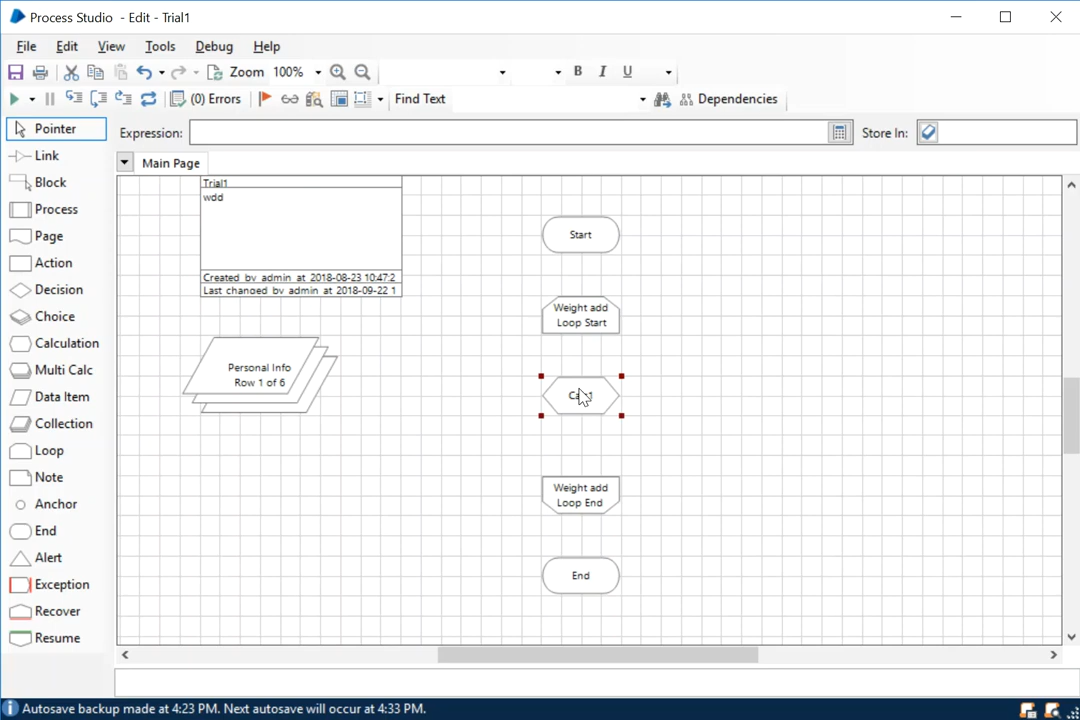 Process Studio - Edit - Trial1
File Edit View Tools Debug Help
Zoom 100% B I U
(0) Errors Find Text Dependencies
Pointer
Expression: Store In:
Link
Main Page
Block
Process
Page
Action
Decision
Choice
Calculation
Multi Calc
Data Item
Collection
Loop
Note
Anchor
End
Alert
Exception
Recover
Resume
Trial1
wdd
Created by admin at 2018-08-23 10:47:2
Last changed by admin at 2018-09-22 1
Personal Info
Row 1 of 6
Start
Weight add
Loop Start
Weight add
Loop End
End
Autosave backup made at 4:23 PM. Next autosave will occur at 4:33 PM.